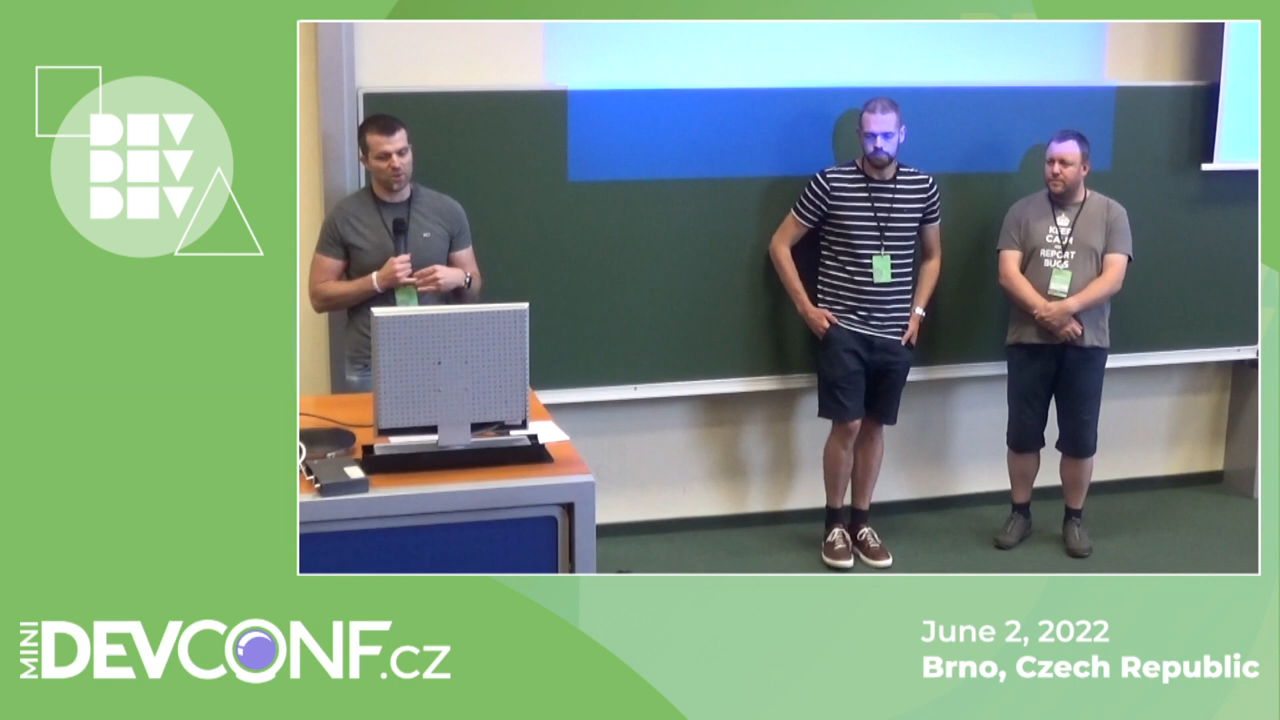 DEV
DEV
DEV
KEEP
CALM
REPORT
BUGS
MINI
DEVCONF.cz
June 2, 2022
Brno, Czech Republic